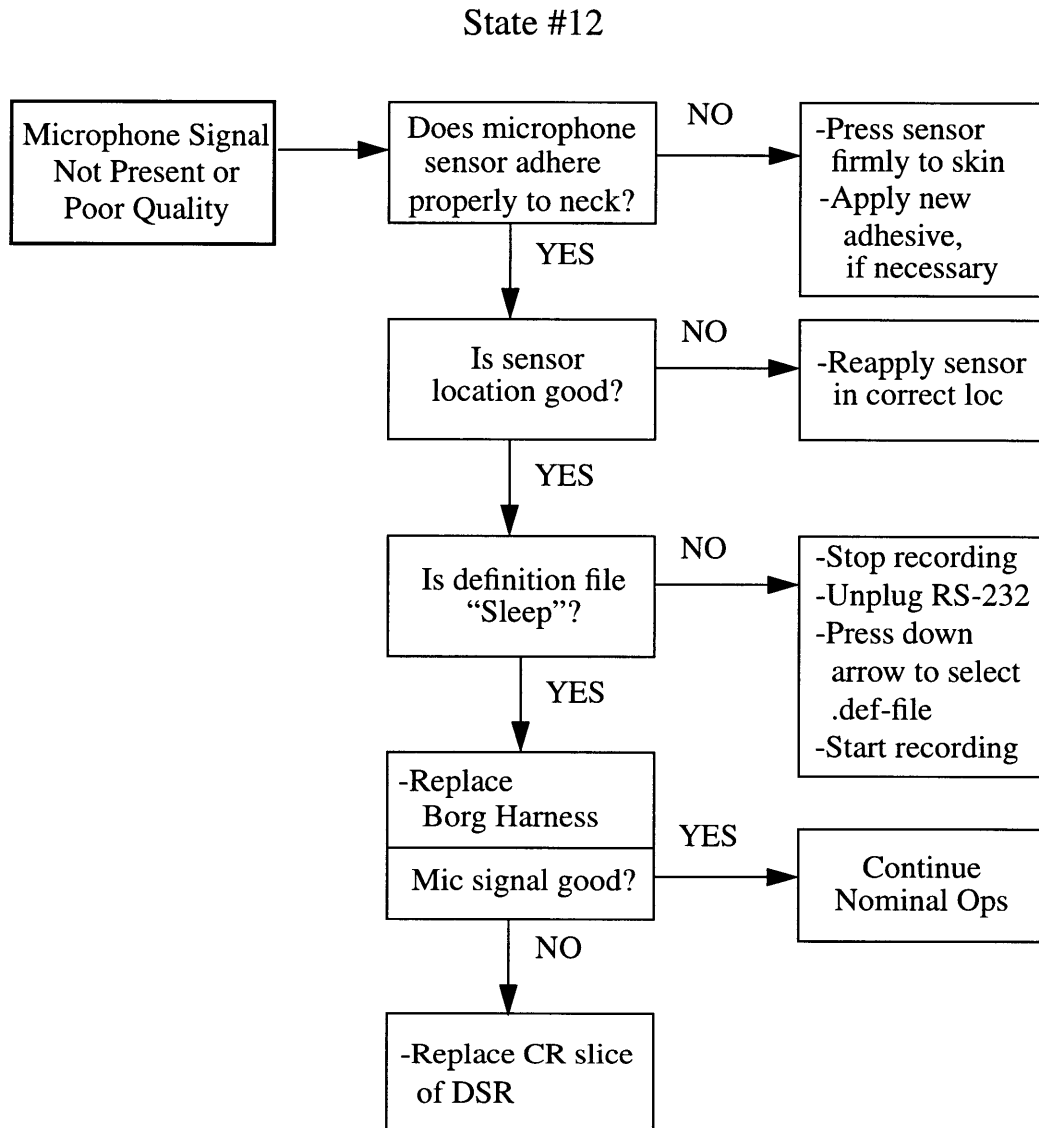 State #12
Microphone Signal
Not Present or
Poor Quality
Does microphone
sensor adhere
properly to neck?
NO
-Press sensor
firmly to skin
-Apply new
adhesive,
if necessary
YES
Is sensor
location good?
NO
-Reapply sensor
in correct loc
YES
Is definition file
“Sleep”?
NO
-Stop recording
-Unplug RS-232
-Press down
arrow to select
.def-file
-Start recording
YES
-Replace
Borg Harness
Mic signal good?
YES
Continue
Nominal Ops
NO
-Replace CR slice
of DSR